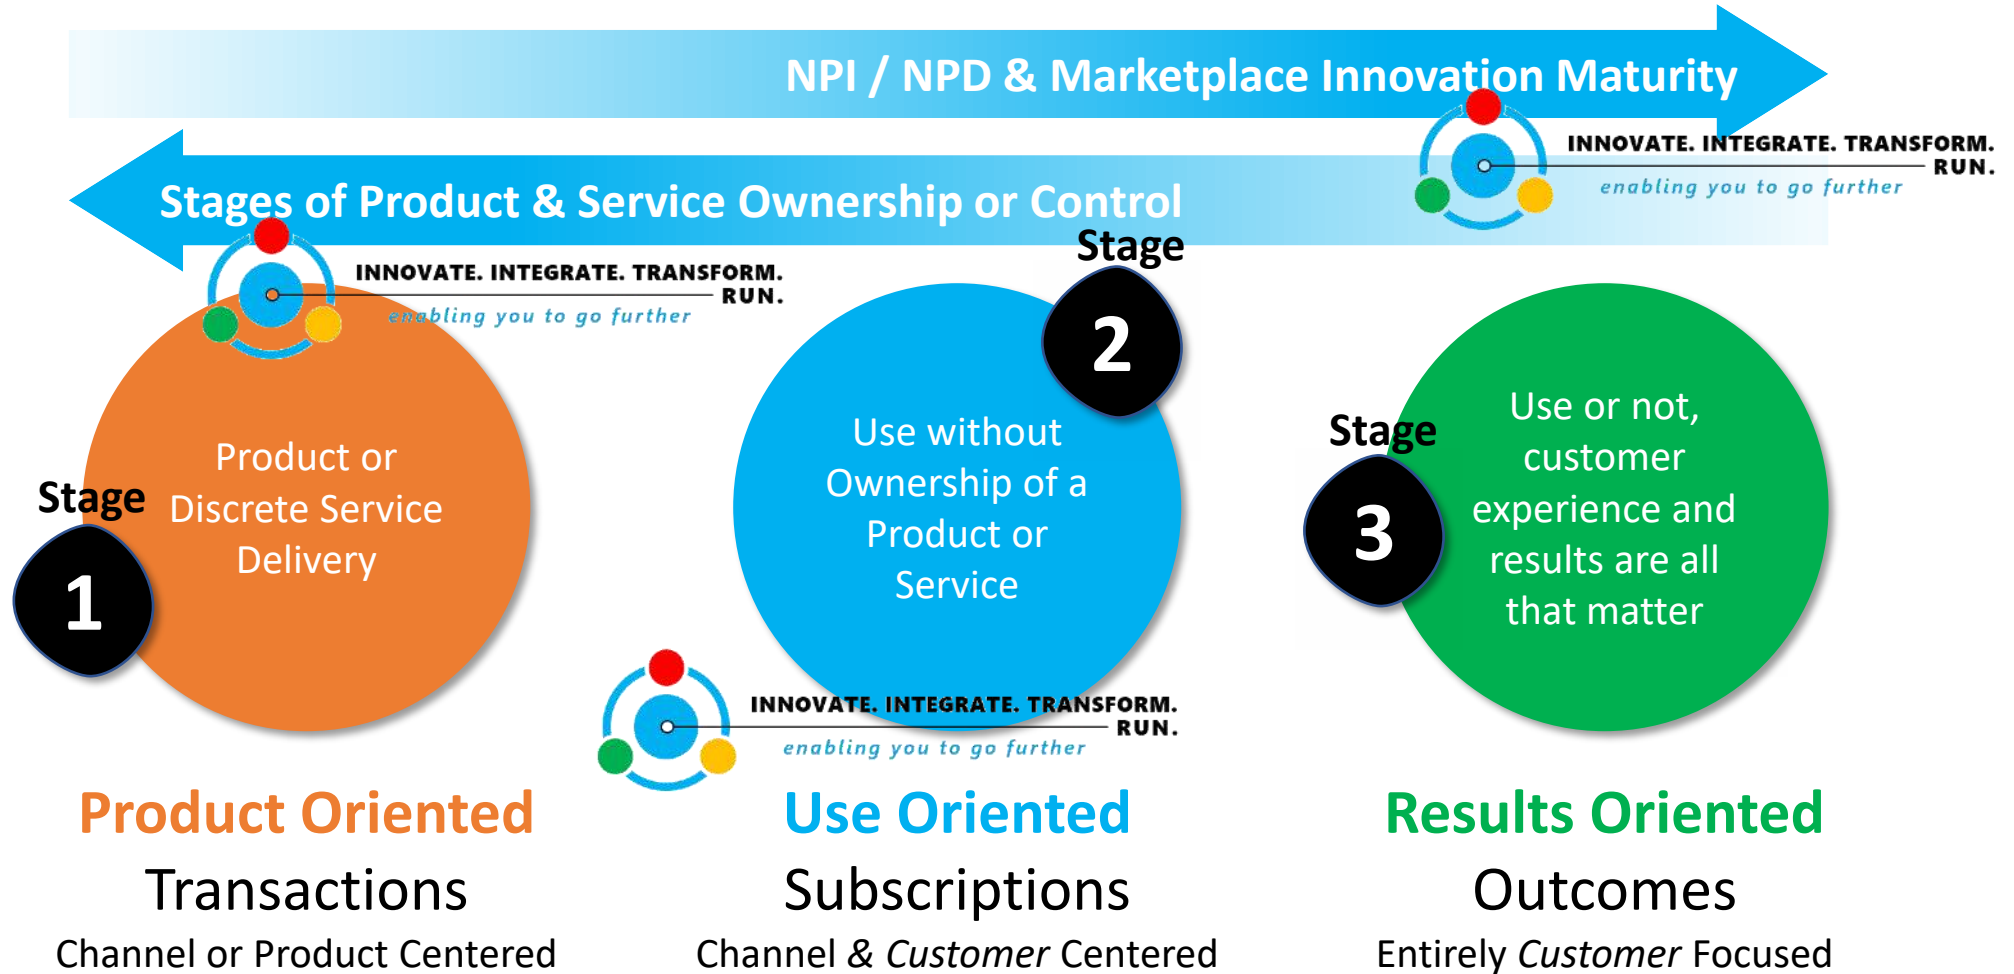 NPI / NPD & Marketplace Innovation Maturity
INNOVATE. INTEGRATE. TRANSFORM.
RUN.
enabling you to go further
Stages of Product & Service Ownership or Control
INNOVATE. INTEGRATE. TRANSFORM.
RUN.
enabling you to go further
Stage
1
Product or
Discrete Service
Delivery
Stage
2
Use without
Ownership of a
Product or
Service
INNOVATE. INTEGRATE. TRANSFORM.
RUN.
enabling you to go further
Stage
3
Use or not,
customer
experience and
results are all
that matter
Product Oriented
Transactions
Channel or Product Centered
Use Oriented
Subscriptions
Channel & Customer Centered
Results Oriented
Outcomes
Entirely Customer Focused